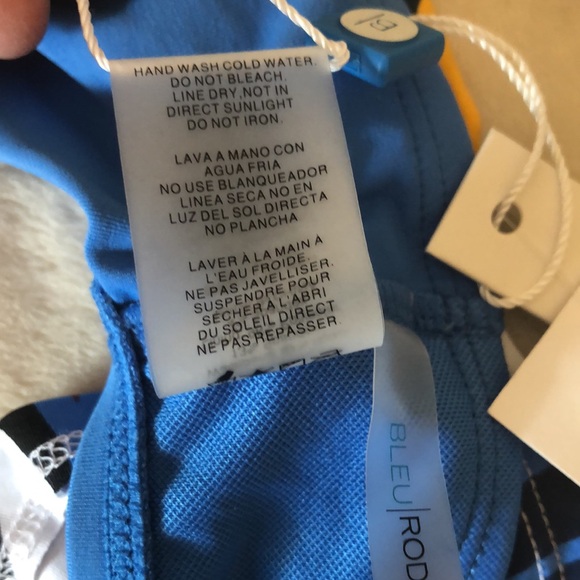 HAND WASH COLD WATER.
DO NOT BLEACH.
LINE DRY,NOT IN
DIRECT SUNLIGHT
DO NOT IRON.
LAVA A MANO CON
AGUA FRIA
NO USE BLANQUEADOR
LINEA SECA NO EN
LUZ DEL SOL DIRECTA
NO PLANCHA
LAVER À LA MAIN À
L'EAU FROIDE.
NE PAS JAVELLISER.
SUSPENDRE POUR
SÉCHER À L'ABRI
DU SOLEIL DIRECT
NE PAS REPASSER
BLEU|ROD